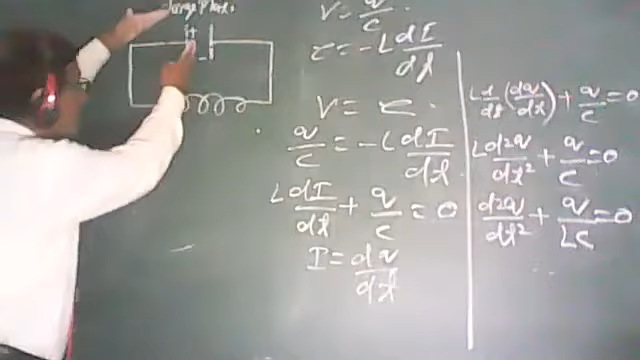 V = q/c
ε = -L dI/dt
V = ε.
q/c = -L dI/dt
L dI/dt + q/c = 0
I = dq/dt
L d/dt (dq/dt) + q/c = 0
L d2q/dt² + q/c = 0
d2q/dt² + q/Lc = 0